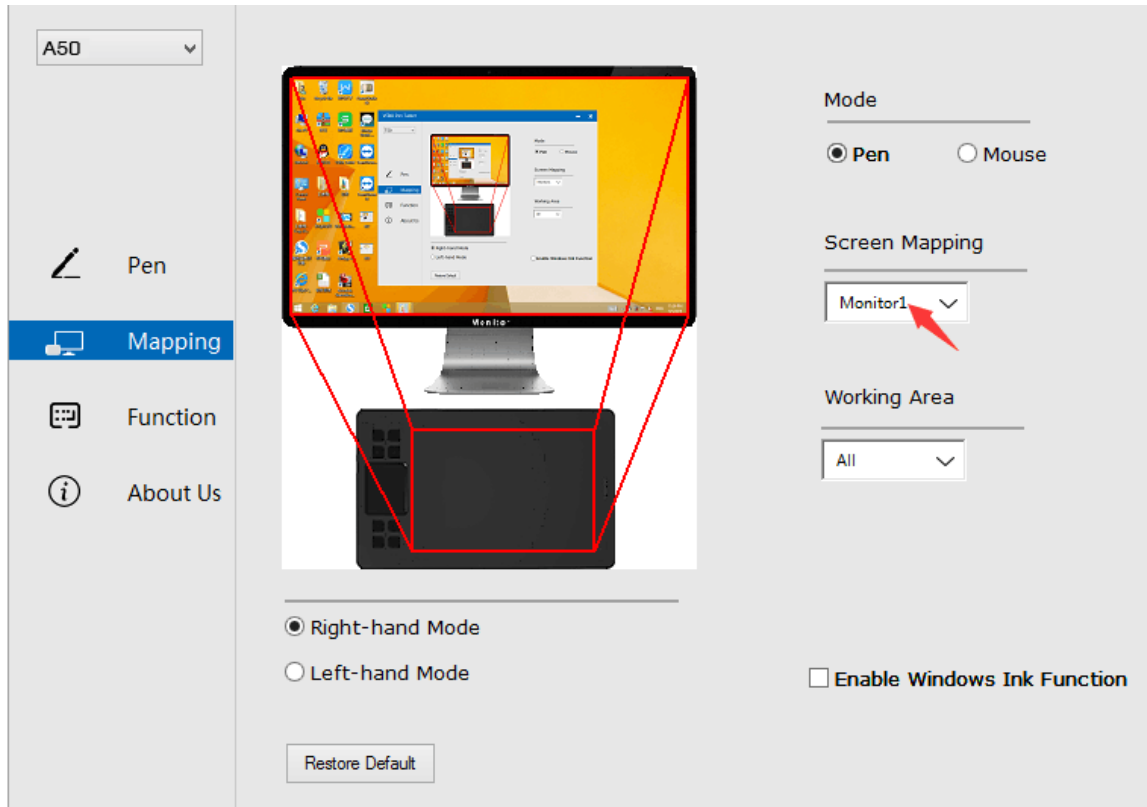 A50
Pen
Mapping
Function
About Us
Monitor
Right-hand Mode
Left-hand Mode
Restore Default
Mode
Pen
Mouse
Screen Mapping
Monitor1
Working Area
All
Enable Windows Ink Function